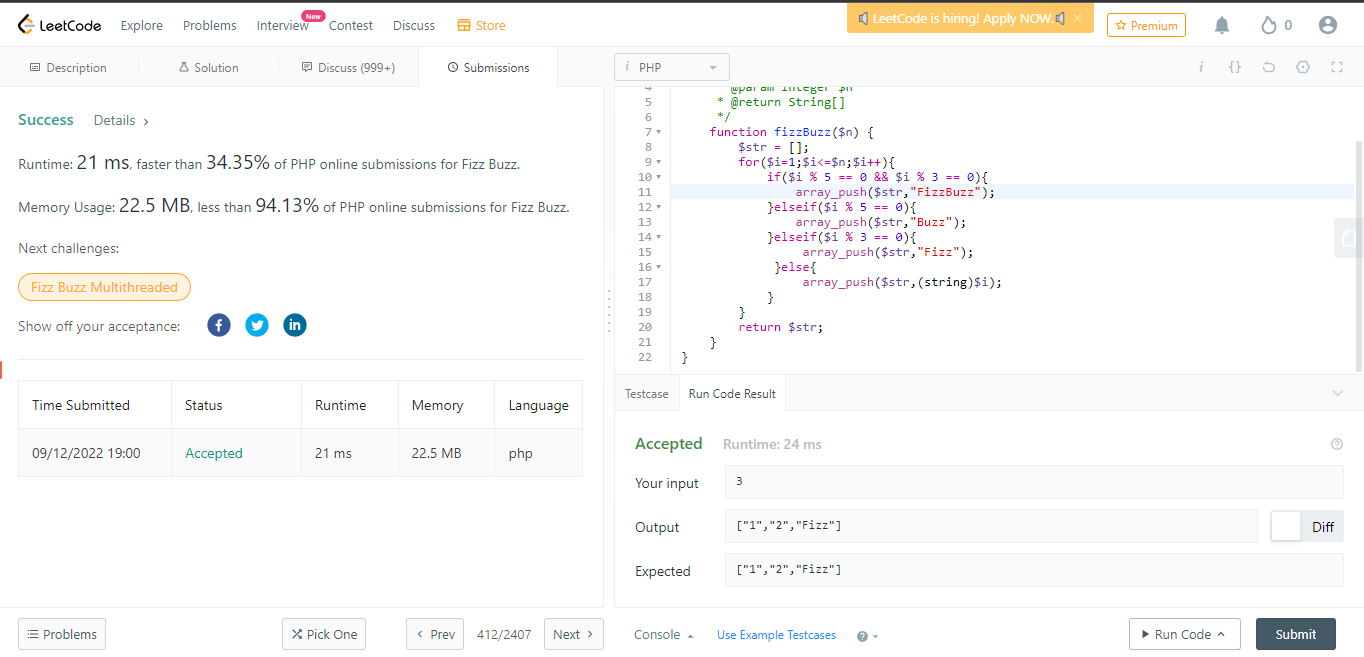 LeetCode
Explore
Problems
Interview
New
Contest
Discuss
Store
LeetCode is hiring! Apply NOW.
Premium
0
Description
Solution
Discuss (999+)
Submissions
Success
Details
Runtime: 21 ms, faster than 34.35% of PHP online submissions for Fizz Buzz.
Memory Usage: 22.5 MB, less than 94.13% of PHP online submissions for Fizz Buzz.
Next challenges:
Fizz Buzz Multithreaded
Show off your acceptance:
Time Submitted Status Runtime Memory Language
09/12/2022 19:00 Accepted 21 ms 22.5 MB php
i PHP
i {}
4 @param Integer $n
5 * @return String[]
6 */
7 function fizzBuzz($n) {
8 $str = [];
9 for($i=1;$i<=$n;$i++){
10 if($i % 5 == 0 && $i % 3 == 0){
11 array_push($str,"FizzBuzz");
12 }elseif($i % 5 == 0){
13 array_push($str,"Buzz");
14 }elseif($i % 3 == 0){
15 array_push($str,"Fizz");
16 }else{
17 array_push($str,(string)$i);
18 }
19 }
20 return $str;
21 }
22 }
Testcase
Run Code Result
Accepted Runtime: 24 ms
Your input 3
Output ["1","2","Fizz"]
Diff
Expected ["1","2","Fizz"]
Problems
Pick One
Prev
412/2407
Next
Console
Use Example Testcases
Run Code
Submit